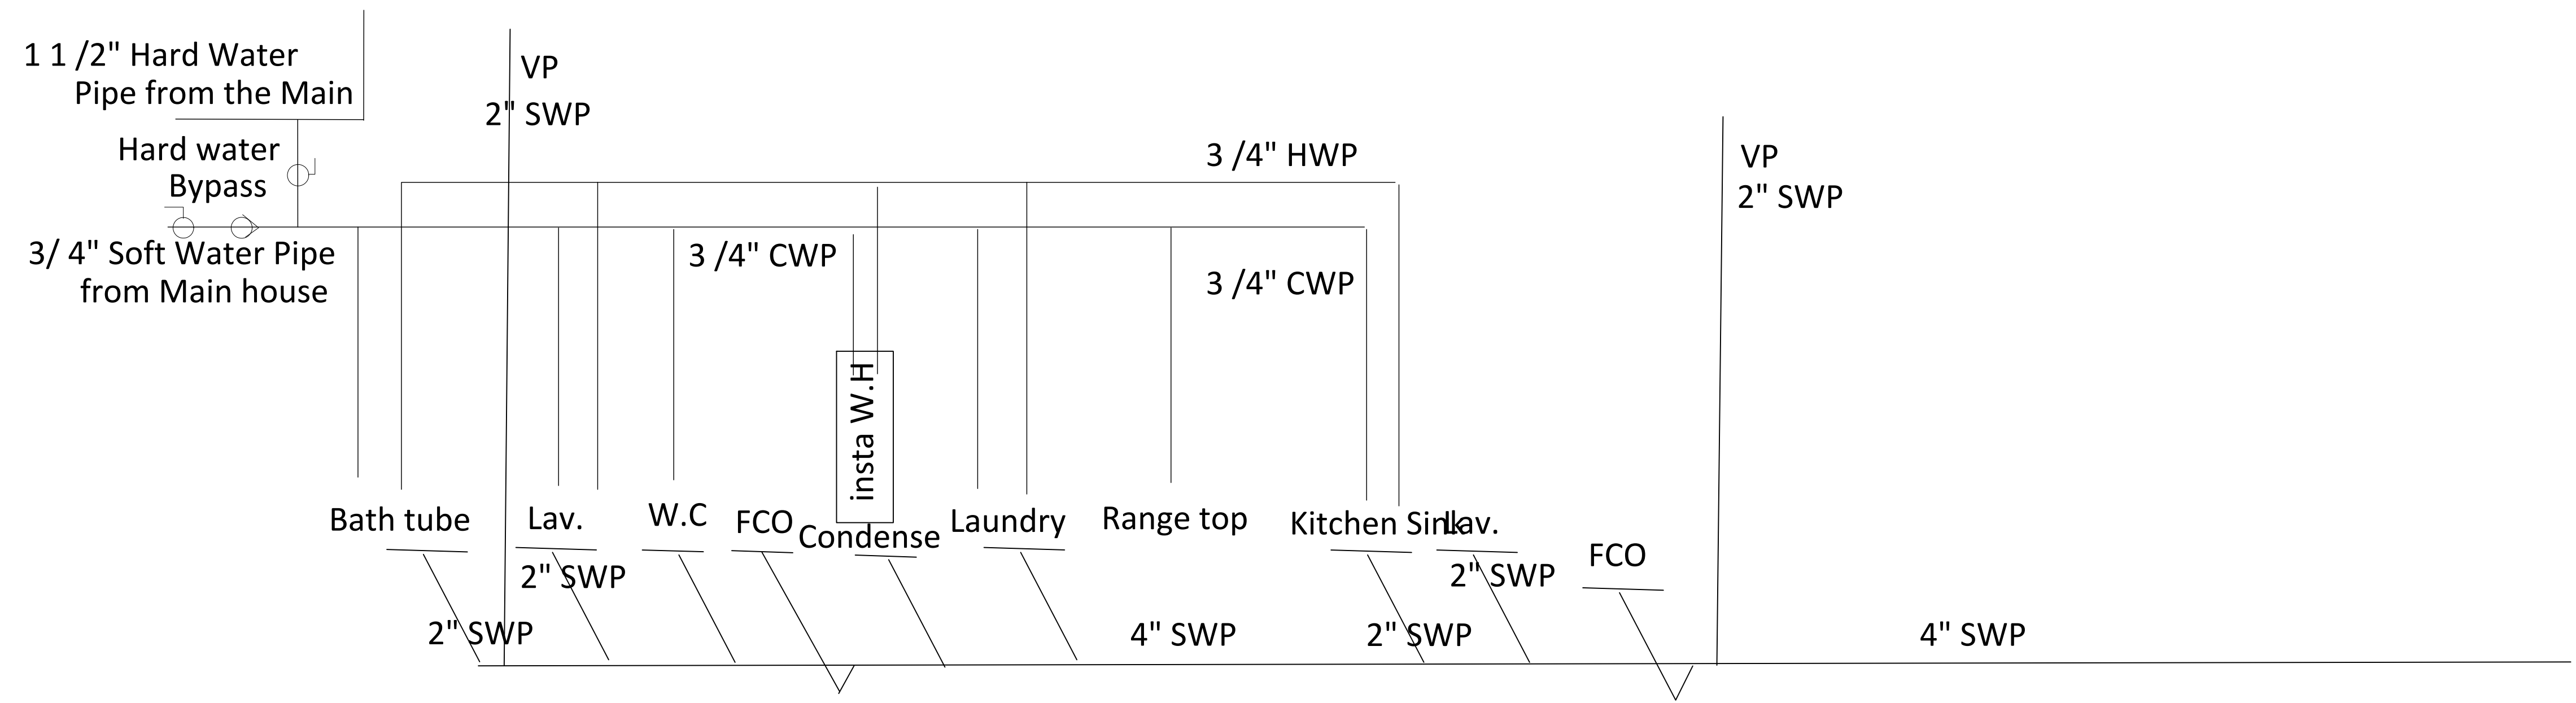 1 1 /2" Hard Water
Pipe from the Main
VP
2" SWP
Hard water
Bypass
3 /4" HWP
VP
2" SWP
3/ 4" Soft Water Pipe
from Main house
3 /4" CWP
3 /4" CWP
insta W.H
Bath tube
Lav.
W.C
FCO
Condense
Laundry
Range top
Kitchen Sink
Lav.
FCO
2" SWP
2" SWP
2" SWP
4" SWP
2" SWP
4" SWP